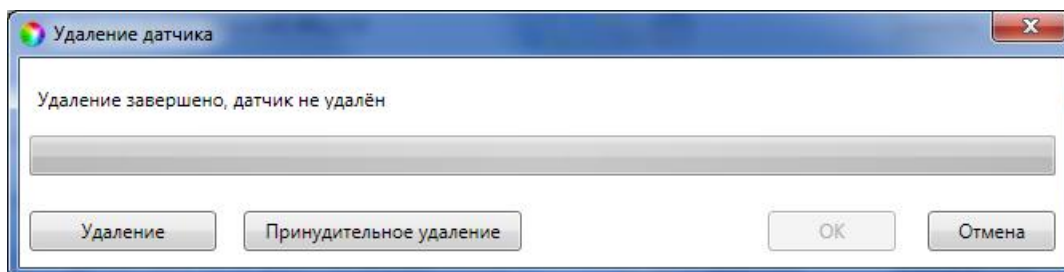 Удаление датчика
Удаление завершено, датчик не удалён
Удаление Принудительное удаление OK Отмена